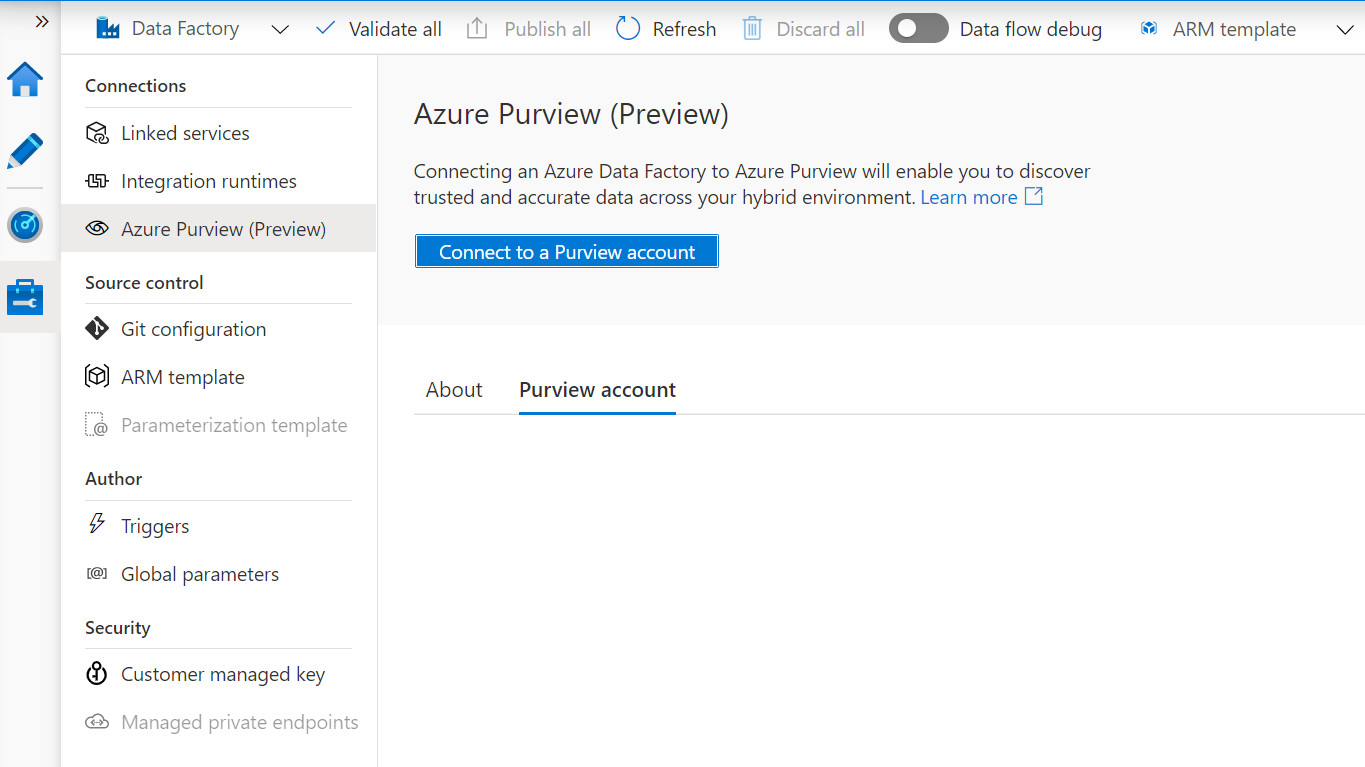 Data Factory
Validate all
Publish all
Refresh
Discard all
Data flow debug
ARM template
Connections
Linked services
Integration runtimes
Azure Purview (Preview)
Source control
Git configuration
ARM template
Parameterization template
Author
Triggers
Global parameters
Security
Customer managed key
Managed private endpoints
Azure Purview (Preview)
Connecting an Azure Data Factory to Azure Purview will enable you to discover
trusted and accurate data across your hybrid environment. Learn more
Connect to a Purview account
About
Purview account